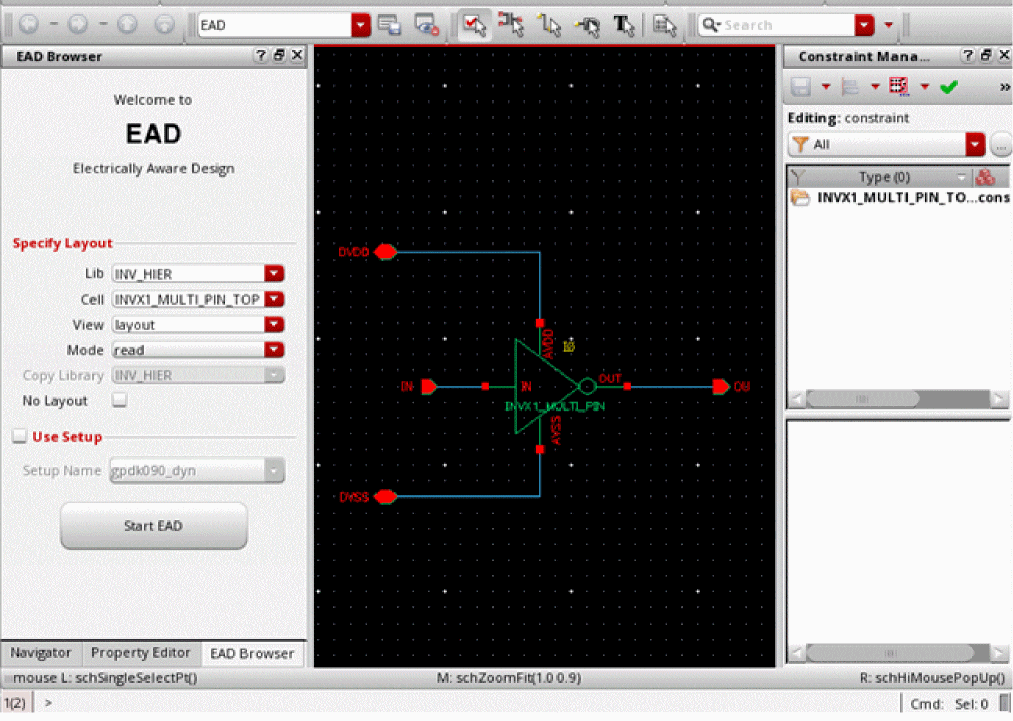 EAD
Search
EAD Browser
Welcome to
EAD
Electrically Aware Design
Specify Layout
Lib INV_HIER
Cell INVX1_MULTI_PIN_TOP
View layout
Mode read
Copy Library INV_HIER
No Layout
Use Setup
Setup Name gpdk090_dyn
Start EAD
Navigator Property Editor EAD Browser
DVDD
AVDD
I0
IN
IN
OUT
OU
INVX1_MULTI_PIN
AVSS
DVSS
Constraint Mana...
Editing: constraint
All
...
Type (0)
INVX1_MULTI_PIN_TO...cons
mouse L: schSingleSelectPt() M: schZoomFit(1.0 0.9) R: schHiMousePopUp()
1(2) > Cmd: Sel: 0